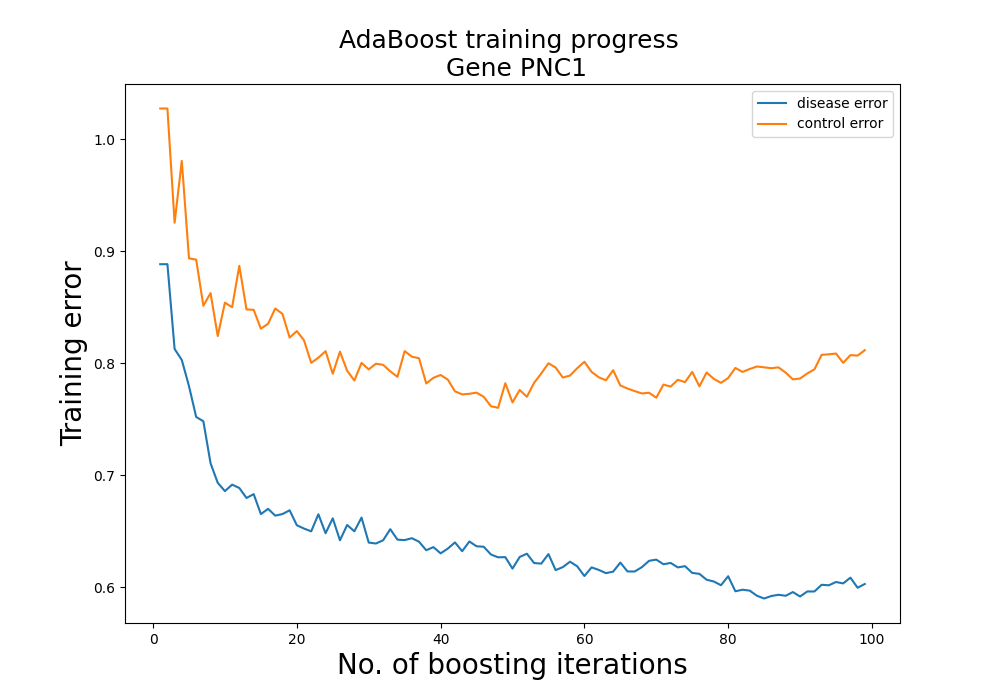 AdaBoost training progress
Gene PNC1
disease error
control error
Training error
1.0
0.9
0.8
0.7
0.6
0
20
40
60
80
100
No. of boosting iterations